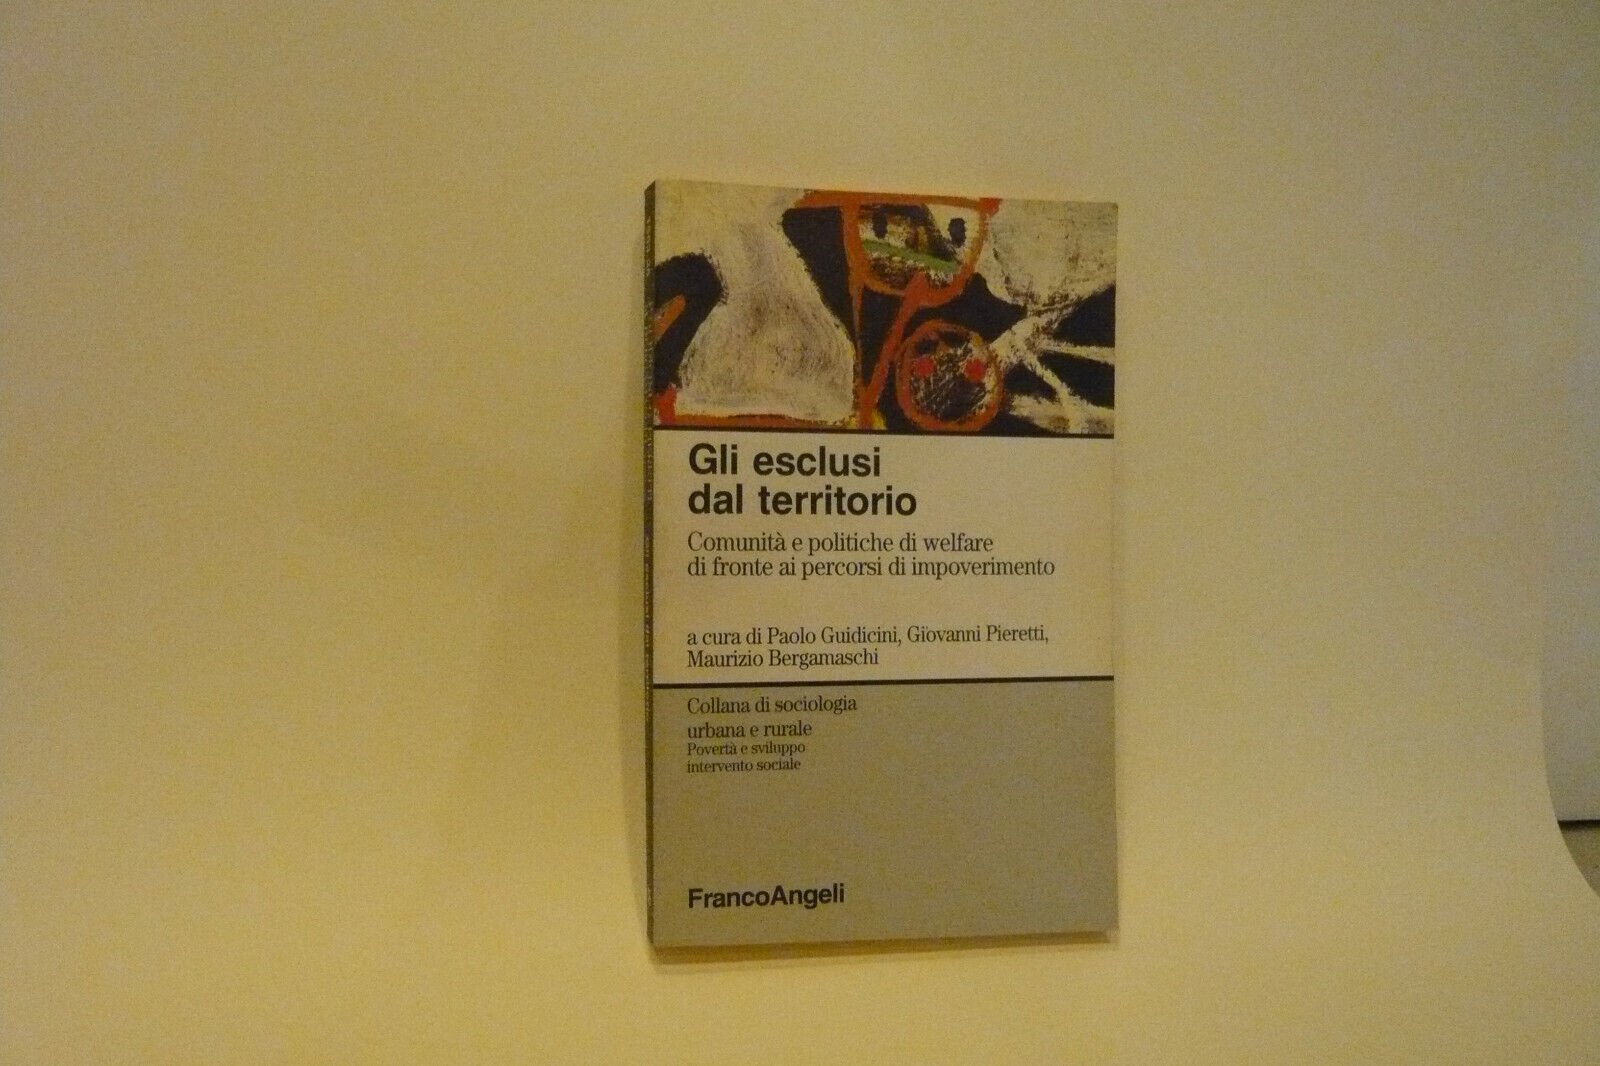 Gli esclusi
dal territorio
Comunità e politiche di welfare
di fronte ai percorsi di impoverimento
a cura di Paolo Guidicini, Giovanni Pieretti,
Maurizio Bergamaschi
Collana di sociologia
urbana e rurale
Povertà e sviluppo
intervento sociale
FrancoAngeli